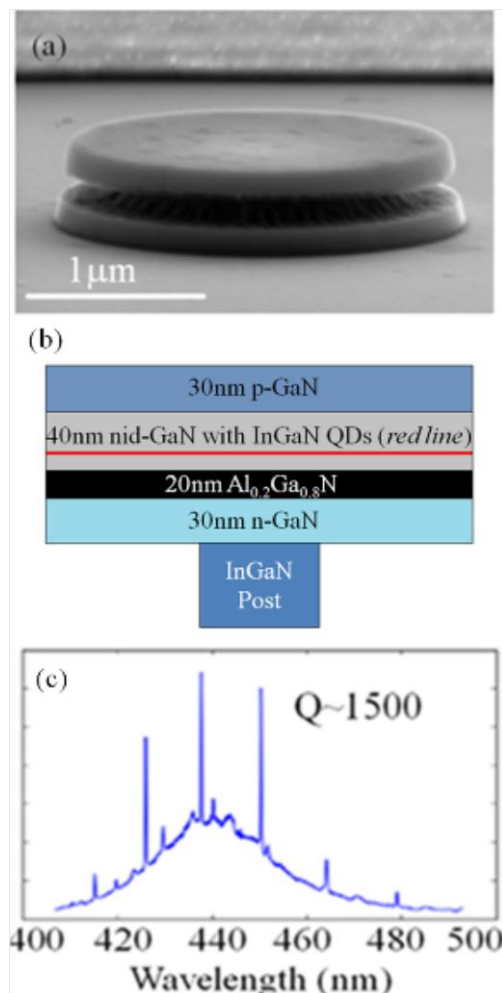 (a)
1μm
(b)
30nm p-GaN
40nm nid-GaN with InGaN QDs (red line)
20nm Al0.2Ga0.8N
30nm n-GaN
InGaN
Post
(c)
Q~1500
400 420 440 460 480 500
Wavelength (nm)